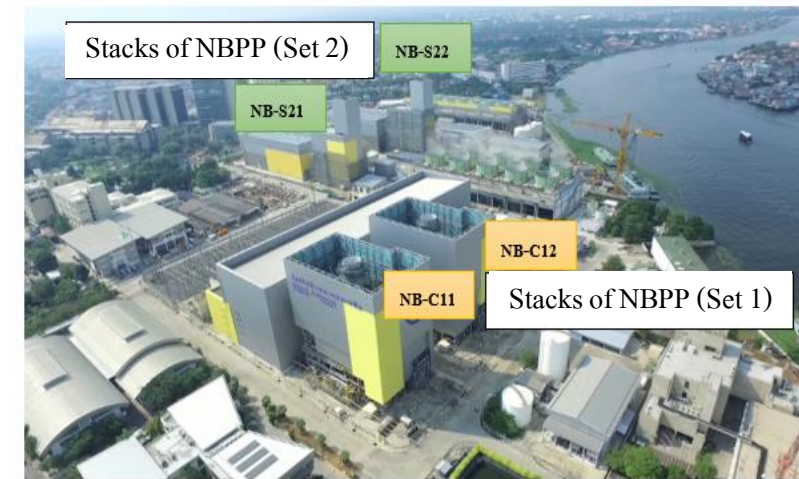 Stacks of NBPP (Set 2)
NB-S22
NB-S21
NB-C12
NB-C11
Stacks of NBPP (Set 1)